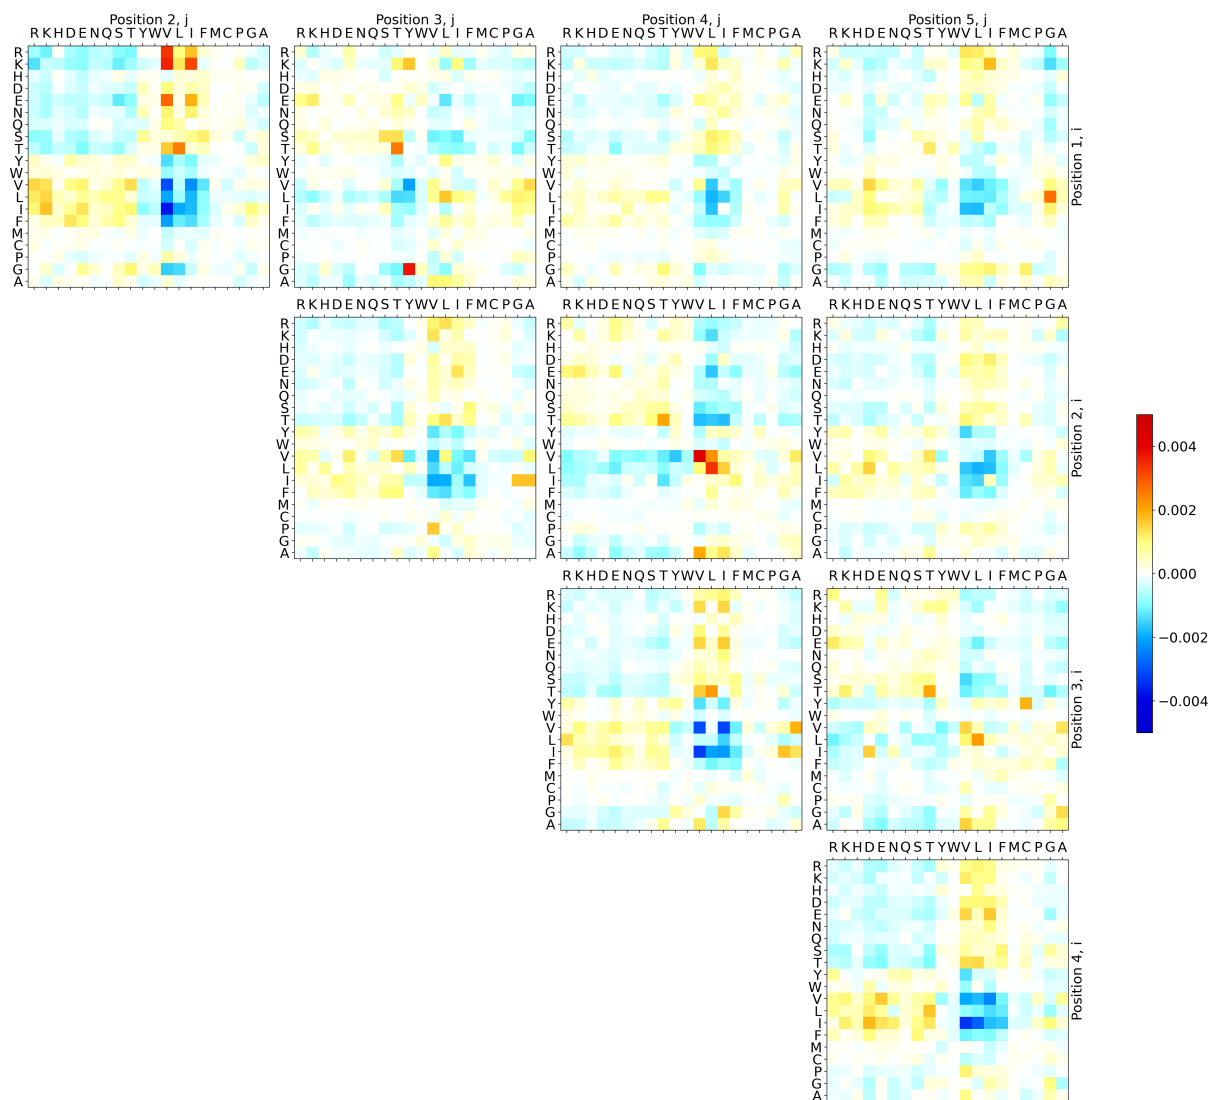 Position 2, j Position 3, j Position 4, j Position 5, j
R K H D E N Q S T Y W V L I F M C P G A R K H D E N Q S T Y W V L I F M C P G A R K H D E N Q S T Y W V L I F M C P G A R K H D E N Q S T Y W V L I F M C P G A
R R R R
K K K K
H H H H
D D D D
E E E E
N N N N
Q Q Q Q
S S S S
T T T T
Y Y Y Y
W W W W
V V V V
L L L L
I I I I
F F F F
M M M M
C C C C
P P P P
G G G G
A A A A
Position 1, i
R K H D E N Q S T Y W V L I F M C P G A R K H D E N Q S T Y W V L I F M C P G A R K H D E N Q S T Y W V L I F M C P G A
R R R
K K K
H H H
D D D
E E E
N N N
Q Q Q
S S S
T T T
Y Y Y
W W W
V V V
L L L
I I I
F F F
M M M
C C C
P P P
G G G
A A A
Position 2, i
0.004
0.002
0.000
−0.002
−0.004
R K H D E N Q S T Y W V L I F M C P G A R K H D E N Q S T Y W V L I F M C P G A
R R
K K
H H
D D
E E
N N
Q Q
S S
T T
Y Y
W W
V V
L L
I I
F F
M M
C C
P P
G G
A A
Position 3, i
R K H D E N Q S T Y W V L I F M C P G A
R
K
H
D
E
N
Q
S
T
Y
W
V
L
I
F
M
C
P
G
A
Position 4, i